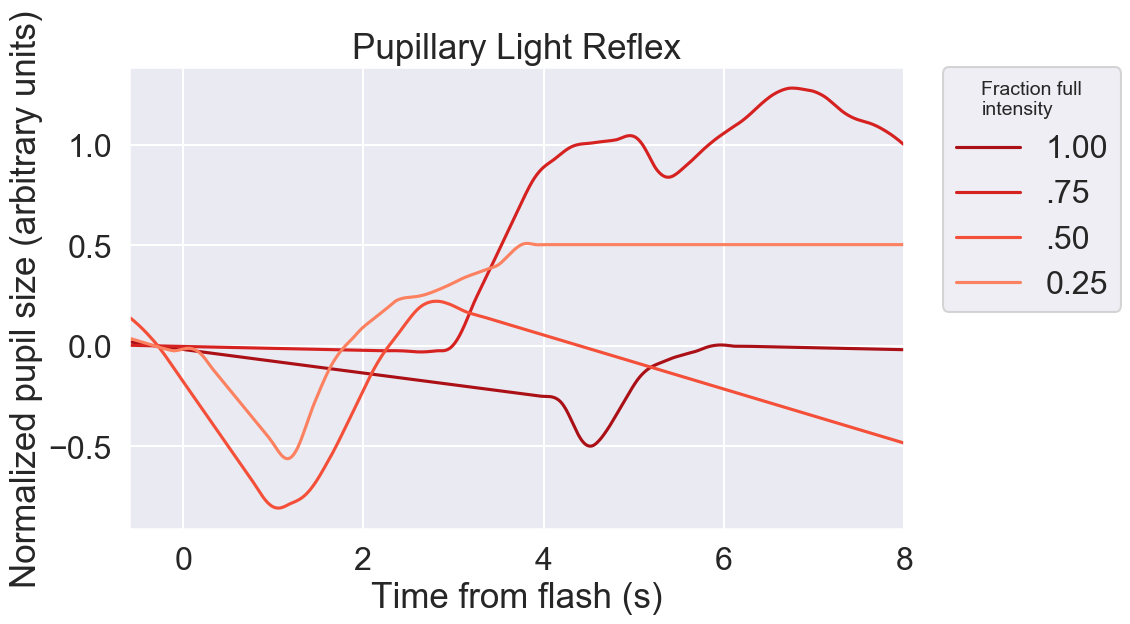 Pupillary Light Reflex
Normalized pupil size (arbitrary units)
1.0
0.5
0.0
−0.5
0
2
4
6
8
Time from flash (s)
Fraction full
intensity
1.00
.75
.50
0.25